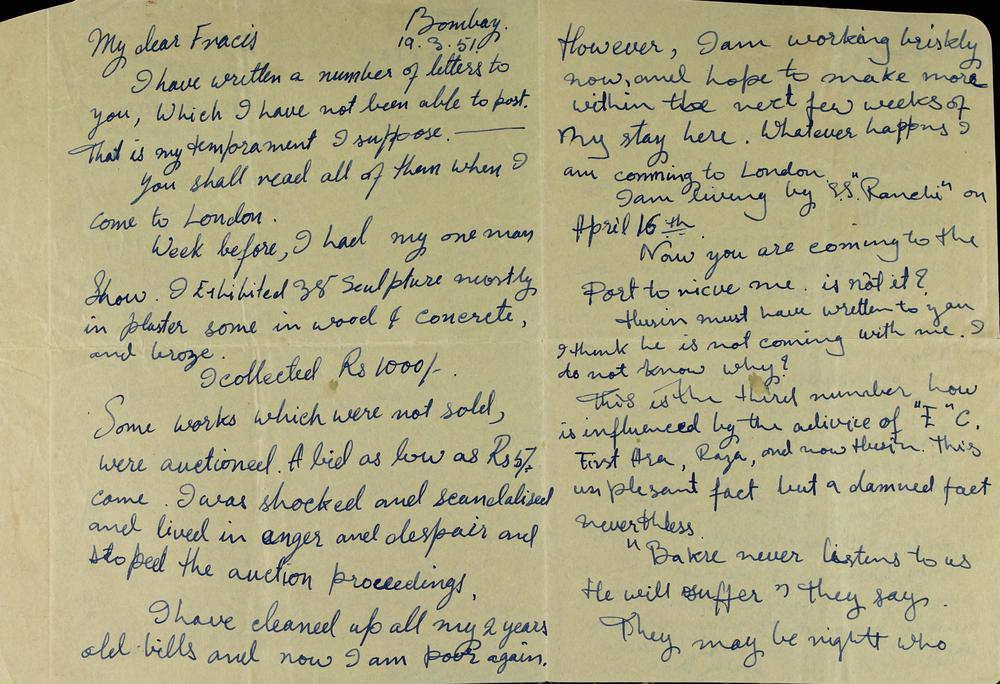 Bombay.
19.3.51.
My dear Fracis
I have written a number of letters to
you, Which I have not been able to post.
That is my temprament I suppose. —
You shall read all of them when I
come to London.
Week before, I had my one man
Show. I Exhibited 38 Sculpture mostly
in plaster some in wood & concrete,
and broze.
I collected Rs 1000/-.
Some works which were not sold,
were auctioned. A bid as low as Rs 5/-
came. I was shocked and scandalised
and lived in anger and despair and
stoped the auction proceedings.
I have cleaned up all my 2 years
old bills and now I am poor again.
However, I am working briskly
now, and hope to make more
within the next few weeks of
my stay here. Whatever happns I
am comming to London.
I am living by S.S. "Ranchi" on
April 16th.
Now you are coming to the
Port to ricive me. is not it?
Husin must have written to you
I think he is not coming with me. I
do not know why?
This is the third number how
is influenced by the adivice of "I" C.
First Ara, Raza, and now Husin. This
unplesant fact but a damned fact
neverthless.
"Bakre never listens to us
He will suffer" they says.
They may be right who